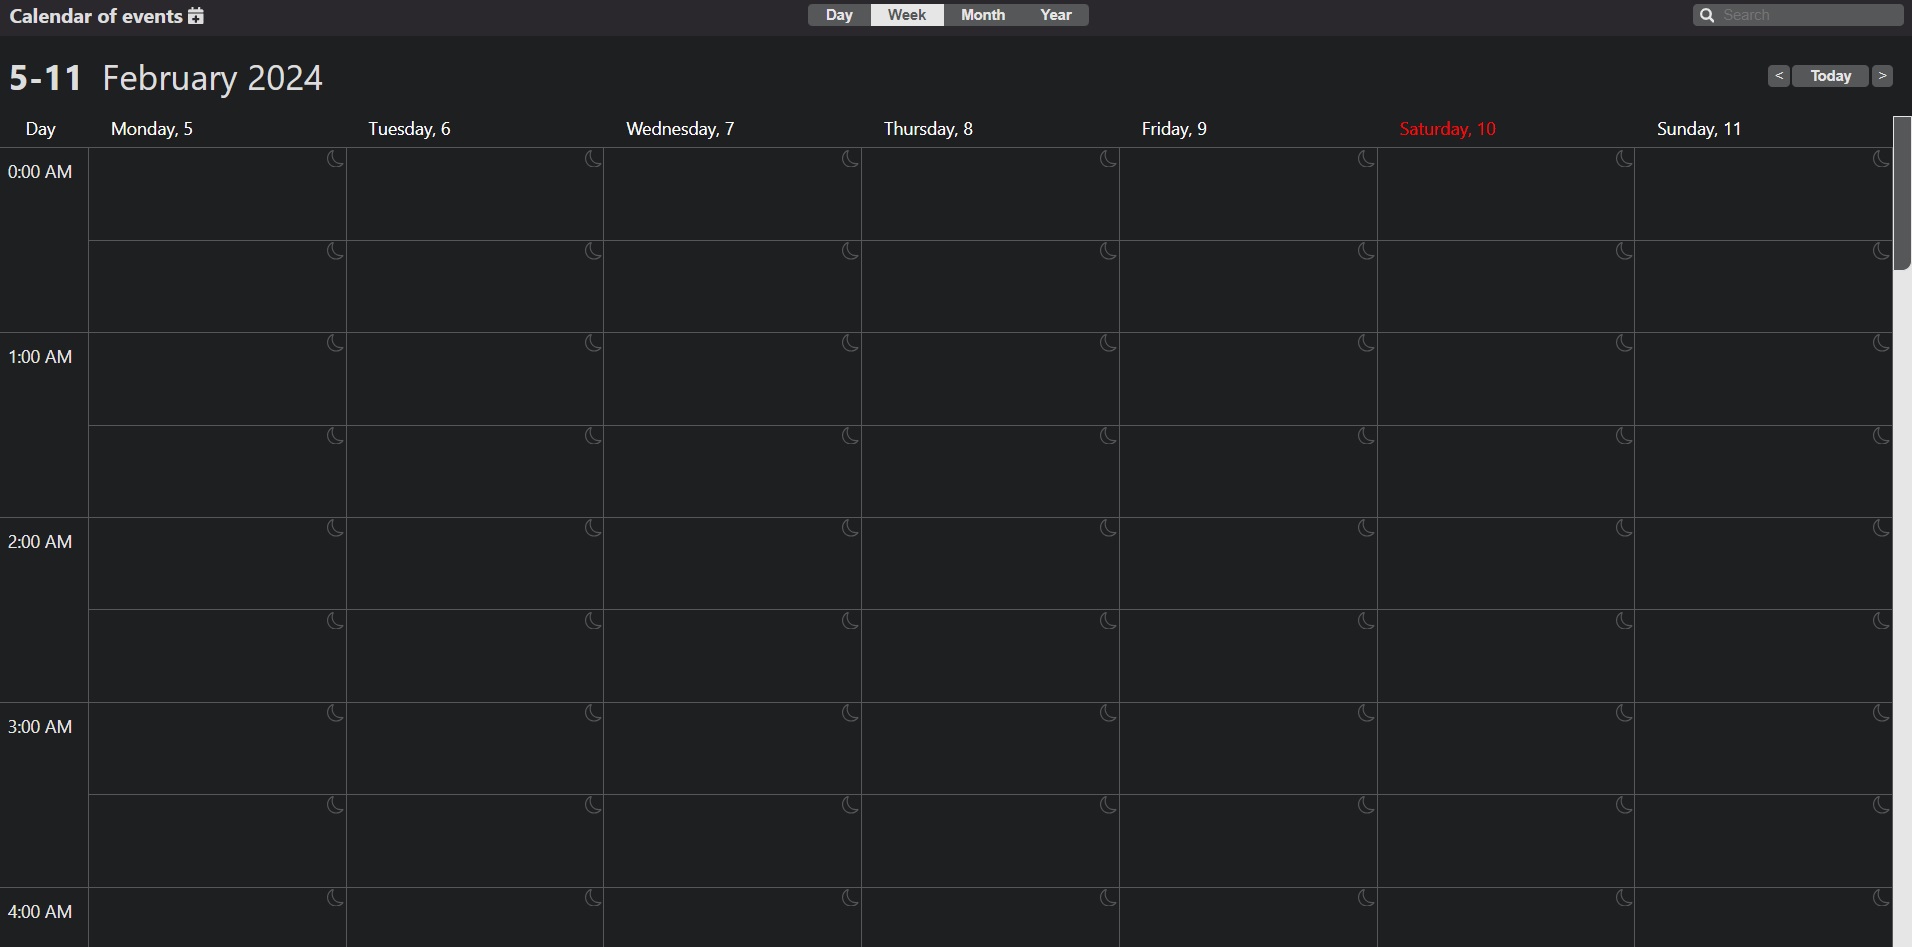 Calendar of events
Day Week Month Year
Search
5-11 February 2024
< Today >
Day Monday, 5 Tuesday, 6 Wednesday, 7 Thursday, 8 Friday, 9 Saturday, 10 Sunday, 11
0:00 AM
1:00 AM
2:00 AM
3:00 AM
4:00 AM